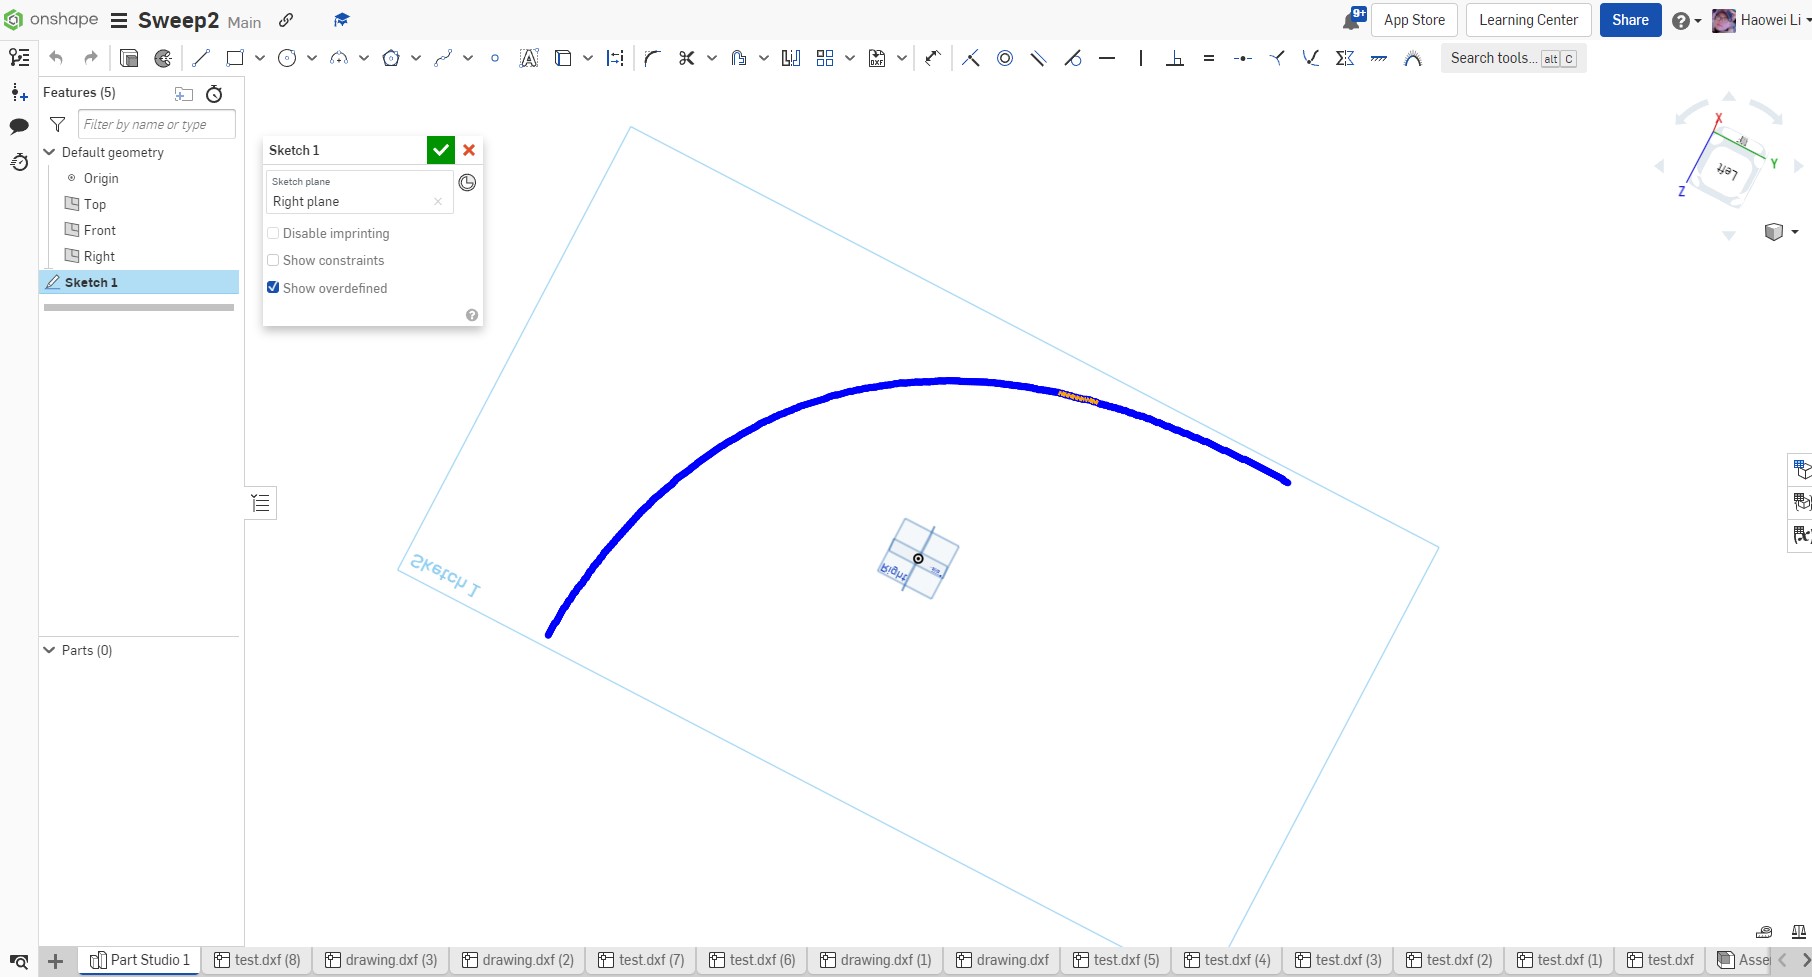 onshape Sweep2 Main 9+ App Store Learning Center Share Haowei Li
DXF Search tools... alt C
Features (5)
Filter by name or type
Default geometry
Origin
Top
Front
Right
Sketch 1
Parts (0)
Sketch 1
Sketch plane
Right plane
Disable imprinting
Show constraints
Show overdefined
X
Y
Z
Left
Sketch 1
Right
Part Studio 1 test.dxf (8) drawing.dxf (3) drawing.dxf (2) test.dxf (7) test.dxf (6) drawing.dxf (1) drawing.dxf test.dxf (5) test.dxf (4) test.dxf (3) test.dxf (2) test.dxf (1) test.dxf Asse